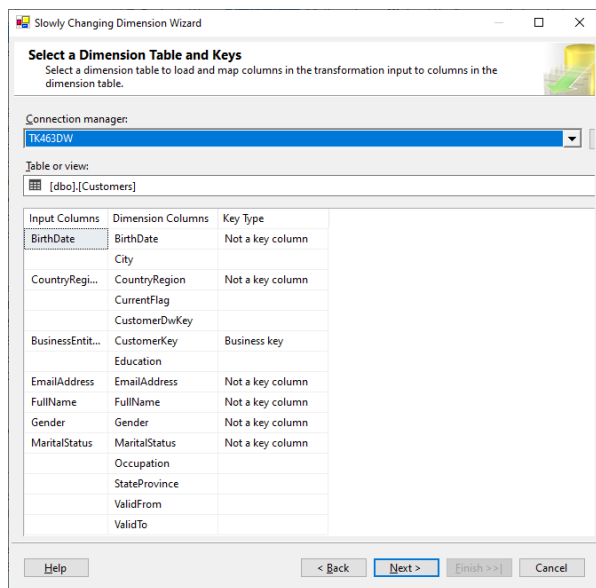 Slowly Changing Dimension Wizard
Select a Dimension Table and Keys
Select a dimension table to load and map columns in the transformation input to columns in the
dimension table.
Connection manager:
TK463DW
Table or view:
[dbo].[Customers]
Input Columns Dimension Columns Key Type
BirthDate BirthDate Not a key column
City
CountryRegi... CountryRegion Not a key column
CurrentFlag
CustomerDwKey
BusinessEntit... CustomerKey Business key
Education
EmailAddress EmailAddress Not a key column
FullName FullName Not a key column
Gender Gender Not a key column
MaritalStatus MaritalStatus Not a key column
Occupation
StateProvince
ValidFrom
ValidTo
Help < Back Next > Finish >>| Cancel